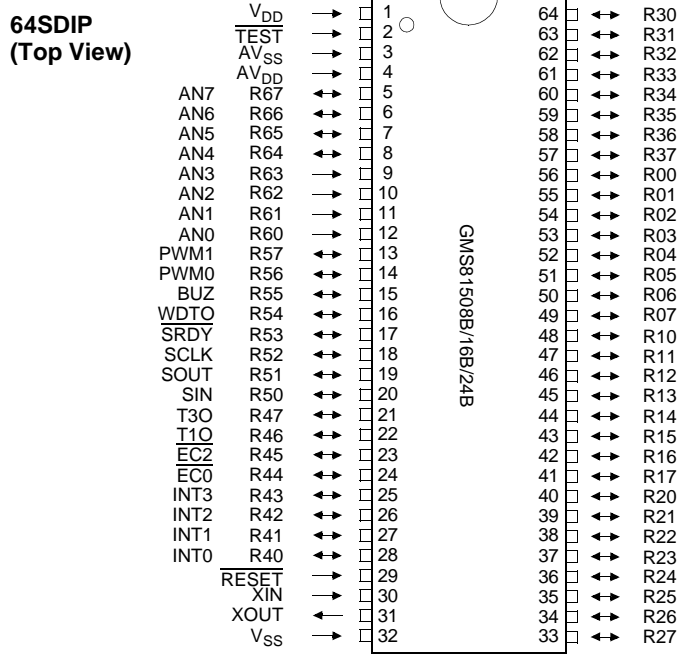 64SDIP
(Top View)
VDD 1 64 R30
TEST 2 63 R31
AVSS 3 62 R32
AVDD 4 61 R33
AN7 R67 5 60 R34
AN6 R66 6 59 R35
AN5 R65 7 58 R36
AN4 R64 8 57 R37
AN3 R63 9 56 R00
AN2 R62 10 55 R01
AN1 R61 11 54 R02
AN0 R60 12 53 R03
PWM1 R57 13 52 R04
PWM0 R56 14 51 R05
BUZ R55 15 50 R06
WDTO R54 16 49 R07
SRDY R53 17 48 R10
SCLK R52 18 47 R11
SOUT R51 19 46 R12
SIN R50 20 45 R13
T3O R47 21 44 R14
T1O R46 22 43 R15
EC2 R45 23 42 R16
EC0 R44 24 41 R17
INT3 R43 25 40 R20
INT2 R42 26 39 R21
INT1 R41 27 38 R22
INT0 R40 28 37 R23
RESET 29 36 R24
XIN 30 35 R25
XOUT 31 34 R26
VSS 32 33 R27
GMS81508B/16B/24B